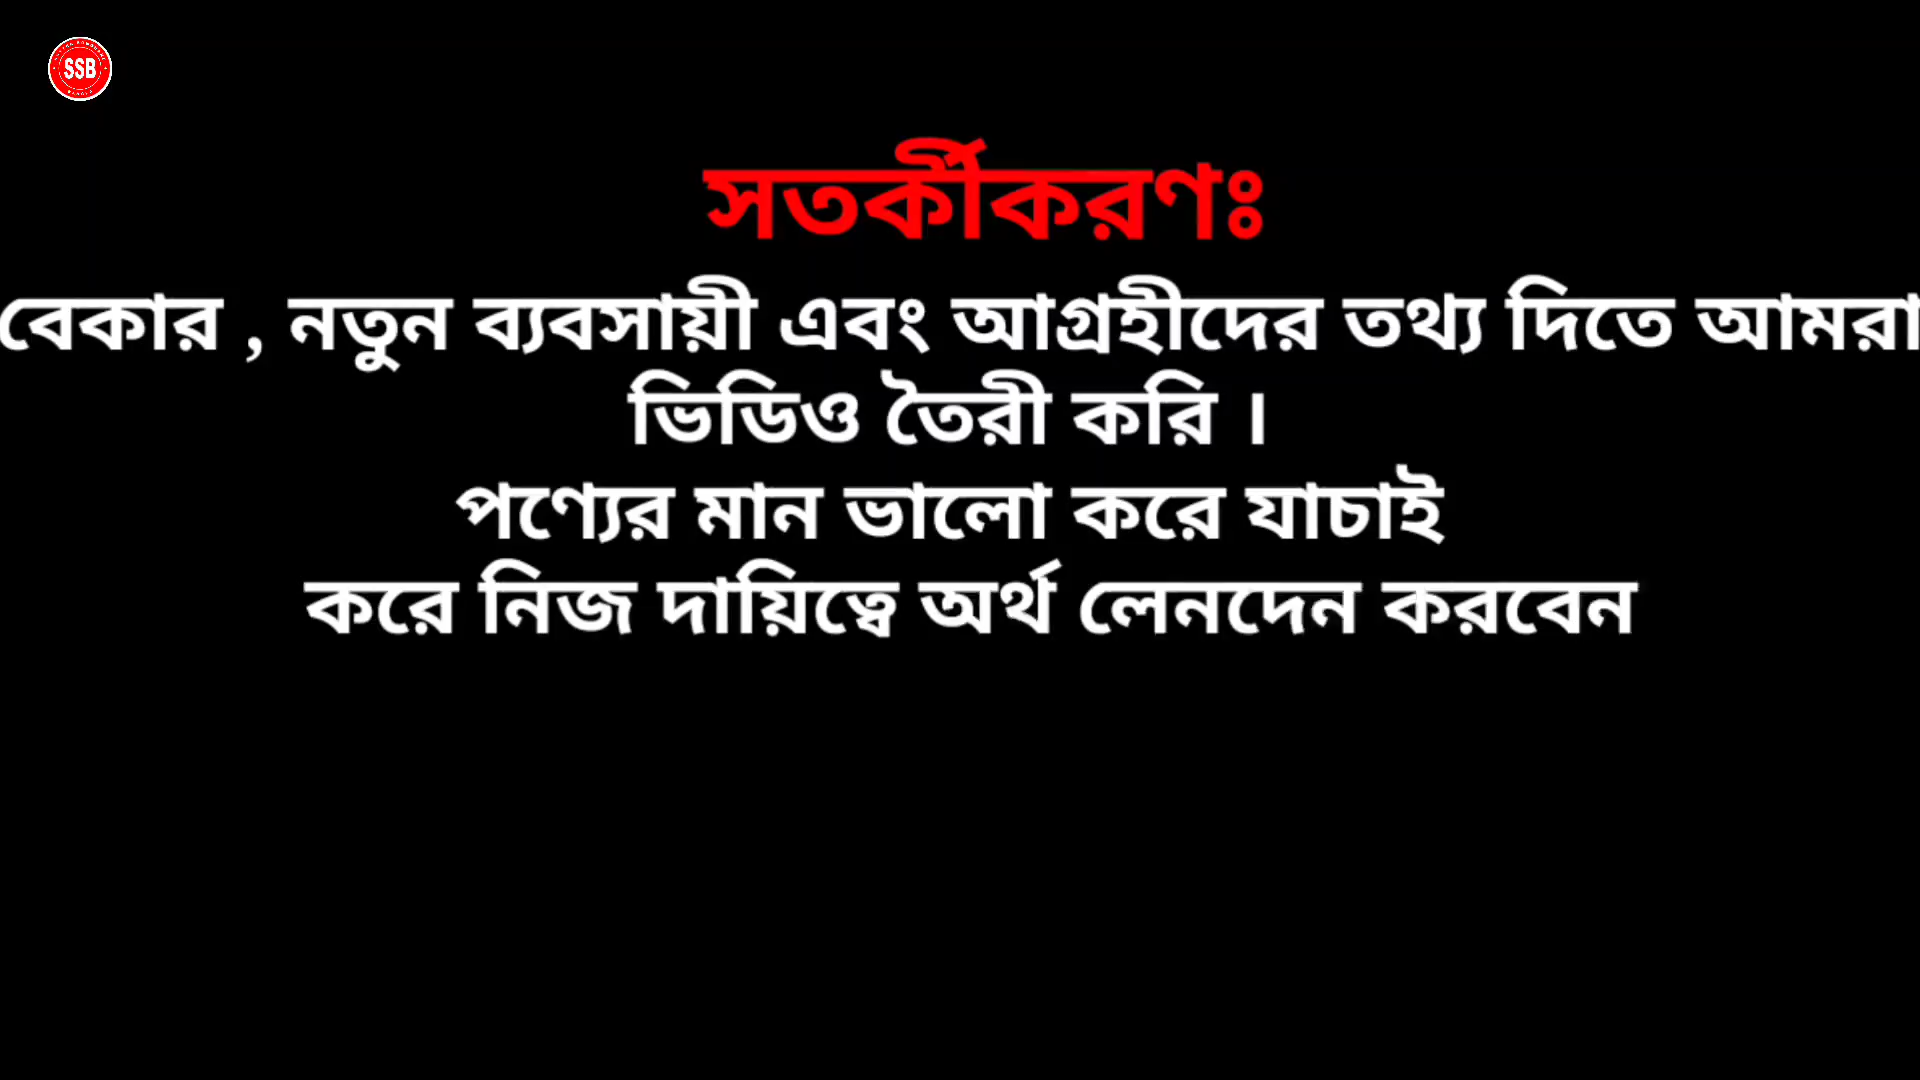 SSB
সতর্কীকরণঃ
বেকার , নতুন ব্যবসায়ী এবং আগ্রহীদের তথ্য দিতে আমরা
ভিডিও তৈরী করি ।
পণ্যের মান ভালো করে যাচাই
করে নিজ দায়িত্বে অর্থ লেনদেন করবেন